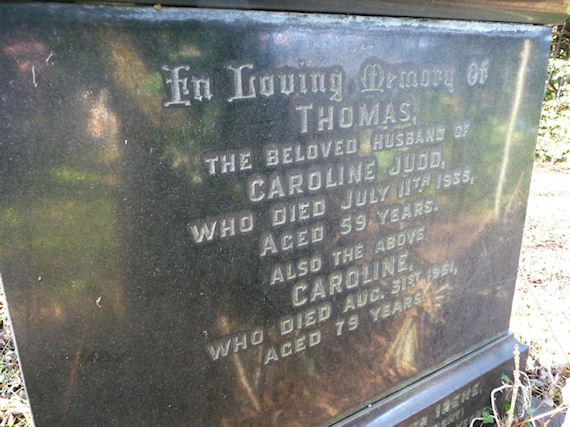 In Loving Memory Of
THOMAS,
THE BELOVED HUSBAND OF
CAROLINE JUDD,
WHO DIED JULY 11TH 1935,
AGED 59 YEARS.
ALSO THE ABOVE
CAROLINE,
WHO DIED AUG. 31ST 1961,
AGED 79 YEARS.
IRENE,